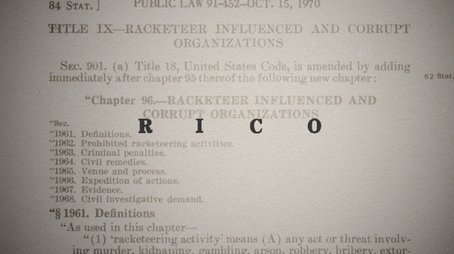 84 STAT. ] PUBLIC LAW 91-452—OCT. 15, 1970
TITLE IX—RACKETEER INFLUENCED AND CORRUPT
ORGANIZATIONS
SEC. 901. (a) Title 18, United States Code, is amended by adding
immediately after chapter 95 thereof the following new chapter:
62 Stat.
"Chapter 96.—RACKETEER INFLUENCED AND
CORRUPT ORGANIZATIONS
R I C O
"Sec.
"1961. Definitions.
"1962. Prohibited racketeering activities.
"1963. Criminal penalties.
"1964. Civil remedies.
"1965. Venue and process.
"1966. Expedition of actions.
"1967. Evidence.
"1968. Civil investigative demand.
"§ 1961. Definitions
"As used in this chapter—
"(1) 'racketeering activity' means (A) any act or threat involv-
ing murder, kidnaping, gambling, arson, robbery, bribery, extor-